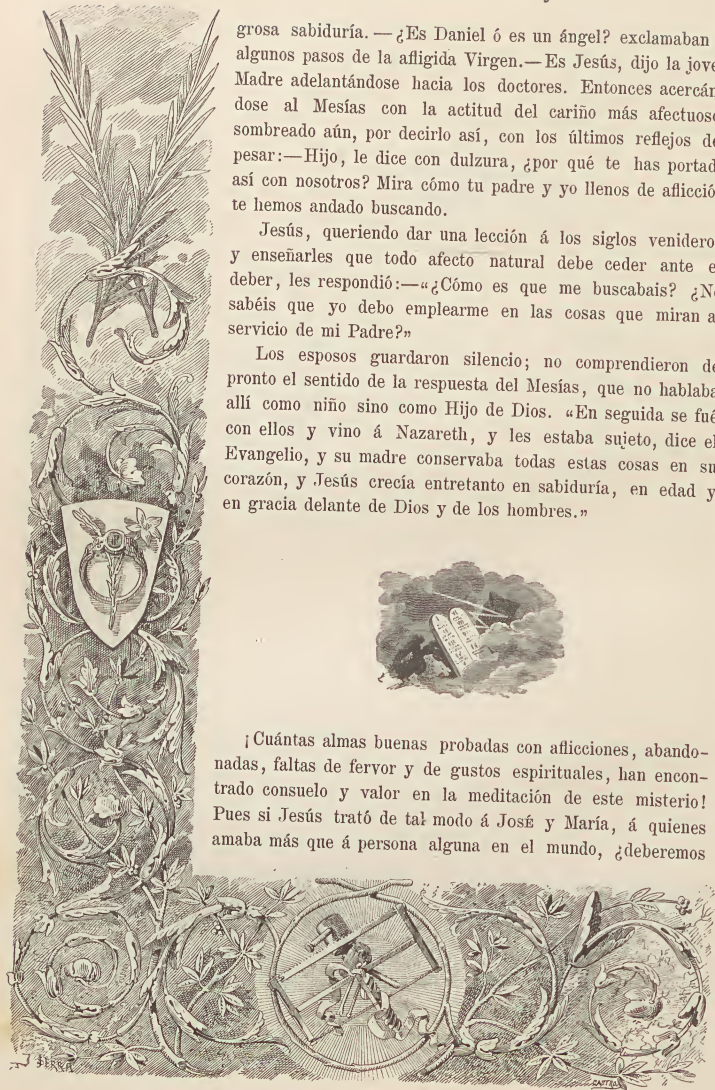 grosa sabiduría.—¿Es Daniel ó es un ángel? exclamaban
algunos pasos de la afligida Virgen.—Es Jesús, dijo la jove
Madre adelantándose hacia los doctores. Entonces acercán
dose al Mesías con la actitud del cariño más afectuoso
sombreado aún, por decirlo así, con los últimos reflejos de
pesar:—Hijo, le dice con dulzura, ¿por qué te has portad
así con nosotros? Mira cómo tu padre y yo llenos de aflicció
te hemos andado buscando.
Jesús, queriendo dar una lección á los siglos venidero
y enseñarles que todo afecto natural debe ceder ante e
deber, les respondió:—«¿Cómo es que me buscabais? ¿No
sabéis que yo debo emplearme en las cosas que miran a
servicio de mi Padre?»
Los esposos guardaron silencio; no comprendieron de
pronto el sentido de la respuesta del Mesías, que no hablaba
allí como niño sino como Hijo de Dios. «En seguida se fué
con ellos y vino á Nazareth, y les estaba sujeto, dice el
Evangelio, y su madre conservaba todas estas cosas en su
corazón, y Jesús crecía entretanto en sabiduría, en edad y
en gracia delante de Dios y de los hombres.»
¡Cuántas almas buenas probadas con aflicciones, abando-
nadas, faltas de fervor y de gustos espirituales, han encon-
trado consuelo y valor en la meditación de este misterio!
Pues si Jesús trató de tal modo á José y María, á quienes
amaba más que á persona alguna en el mundo, ¿deberemos